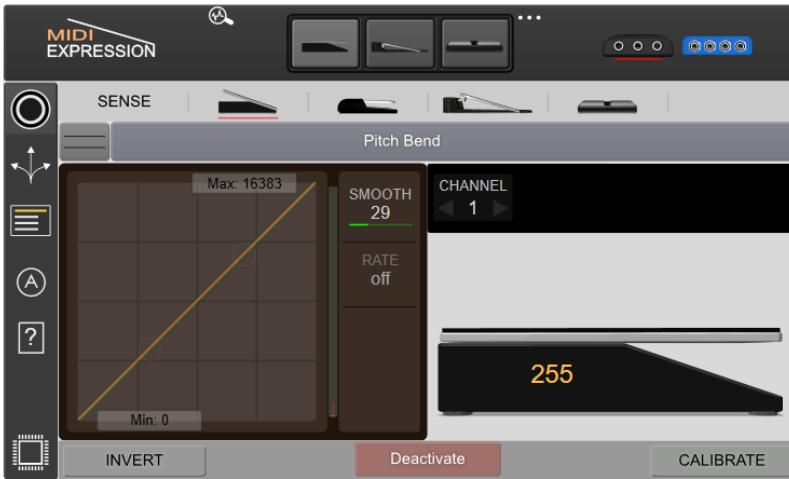 MIDI
EXPRESSION
SENSE
Pitch Bend
Max: 16383
SMOOTH
29
CHANNEL
1
RATE
off
A
?
255
Min: 0
INVERT
Deactivate
CALIBRATE